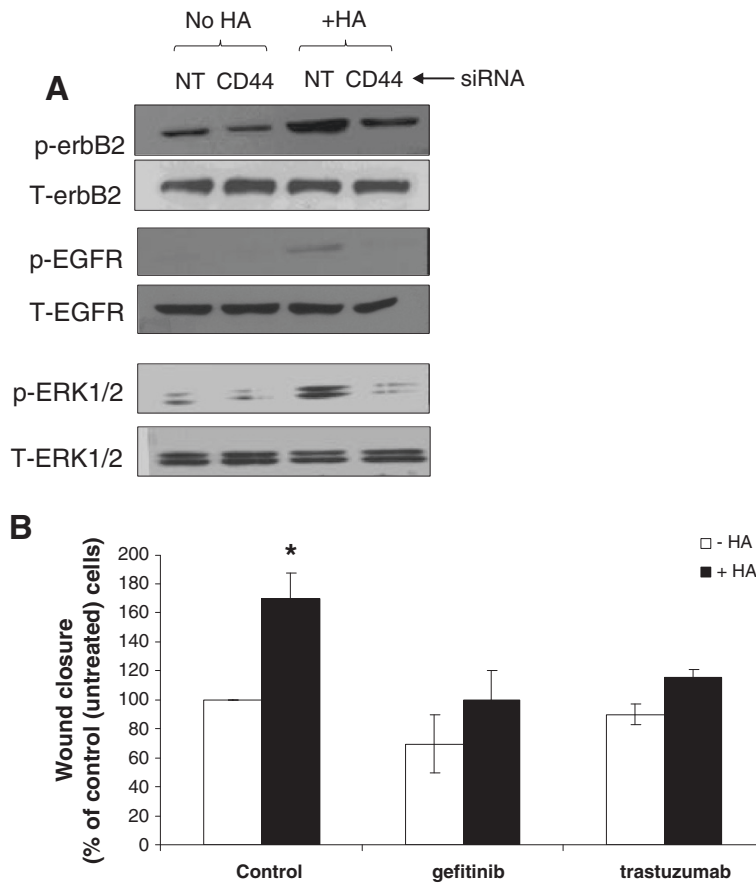 No HA +HA
NT CD44 NT CD44 siRNA
A
p-erbB2
T-erbB2
p-EGFR
T-EGFR
p-ERK1/2
T-ERK1/2
B
Wound closure
(% of control (untreated) cells)
200
180
160
140
120
100
80
60
40
20
0
*
- HA
+ HA
Control gefitinib trastuzumab